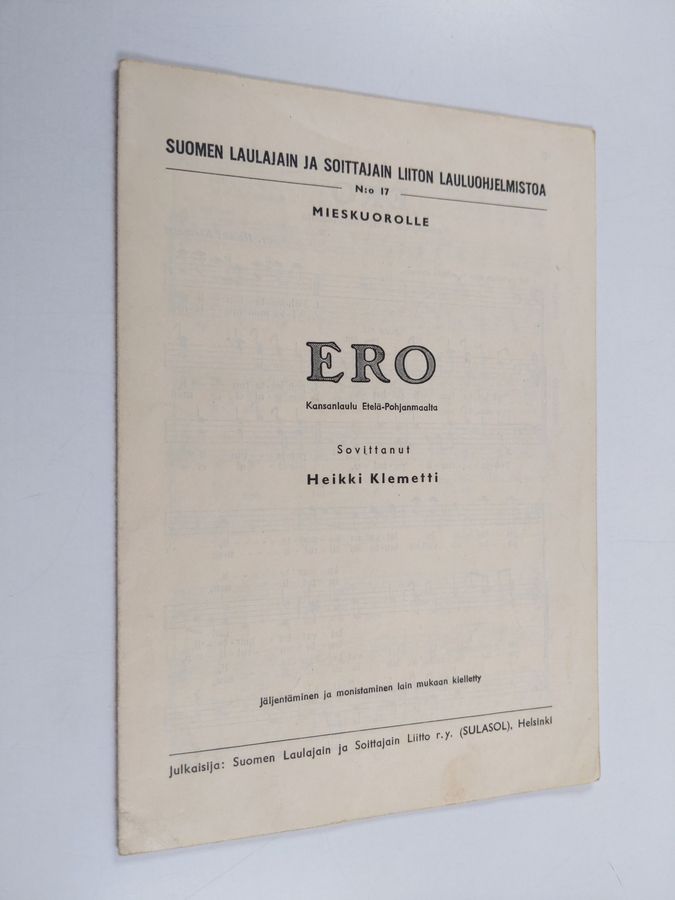 SUOMEN LAULAJAIN JA SOITTAJAIN LIITON LAULUOHJELMISTOA
N:o 17
MIESKUOROLLE
ERO
Kansanlaulu Etelä-Pohjanmaalta
Sovittanut
Heikki Klemetti
Jäljentäminen ja monistaminen lain mukaan kielletty
Julkaisija: Suomen Laulajain ja Soittajain Liitto r.y. (SULASOL), Helsinki